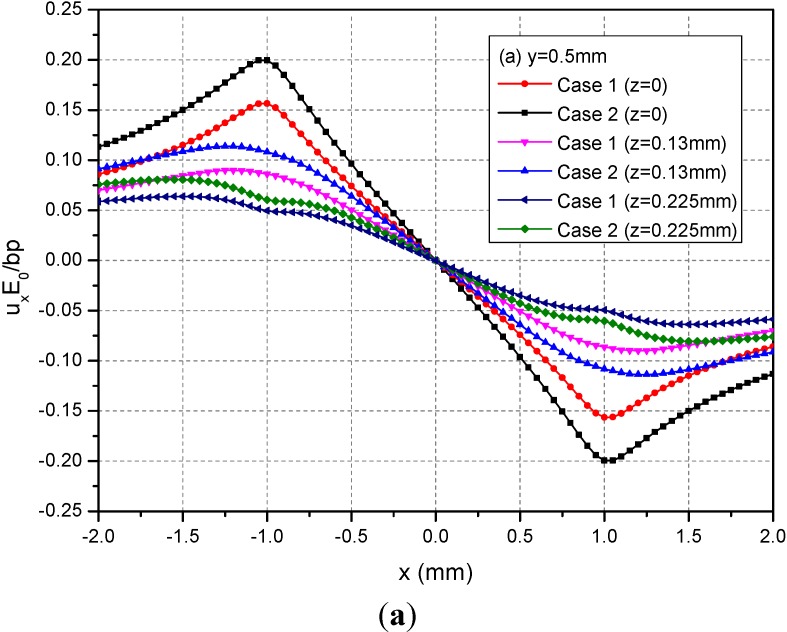 0.25
0.20
0.15
0.10
0.05
0.00
-0.05
-0.10
-0.15
-0.20
-0.25
uₓE₀/bp
(a) y=0.5mm
Case 1 (z=0)
Case 2 (z=0)
Case 1 (z=0.13mm)
Case 2 (z=0.13mm)
Case 1 (z=0.225mm)
Case 2 (z=0.225mm)
-2.0 -1.5 -1.0 -0.5 0.0 0.5 1.0 1.5 2.0
x (mm)
(a)